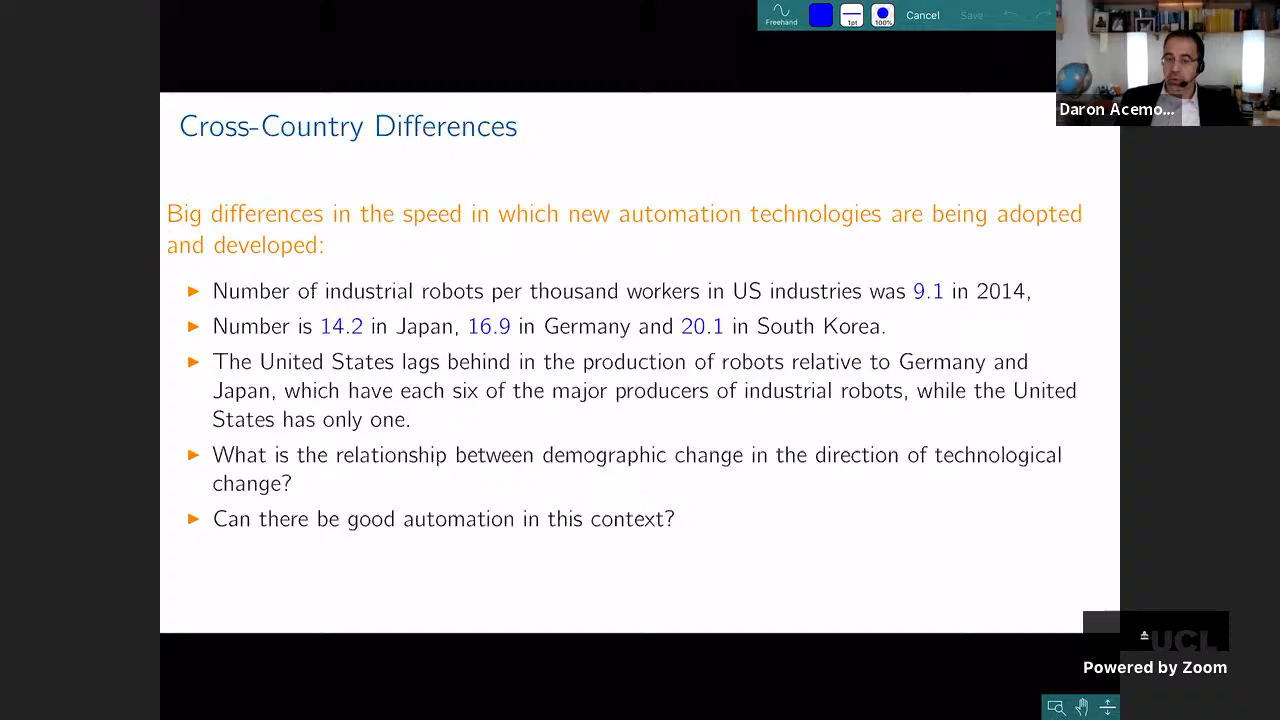 Freehand
1pt
100%
Cancel
Save
Daron Acemo...
Cross-Country Differences
Big differences in the speed in which new automation technologies are being adopted
and developed:
Number of industrial robots per thousand workers in US industries was 9.1 in 2014,
Number is 14.2 in Japan, 16.9 in Germany and 20.1 in South Korea.
The United States lags behind in the production of robots relative to Germany and
Japan, which have each six of the major producers of industrial robots, while the United
States has only one.
What is the relationship between demographic change in the direction of technological
change?
Can there be good automation in this context?
UCL
Powered by Zoom